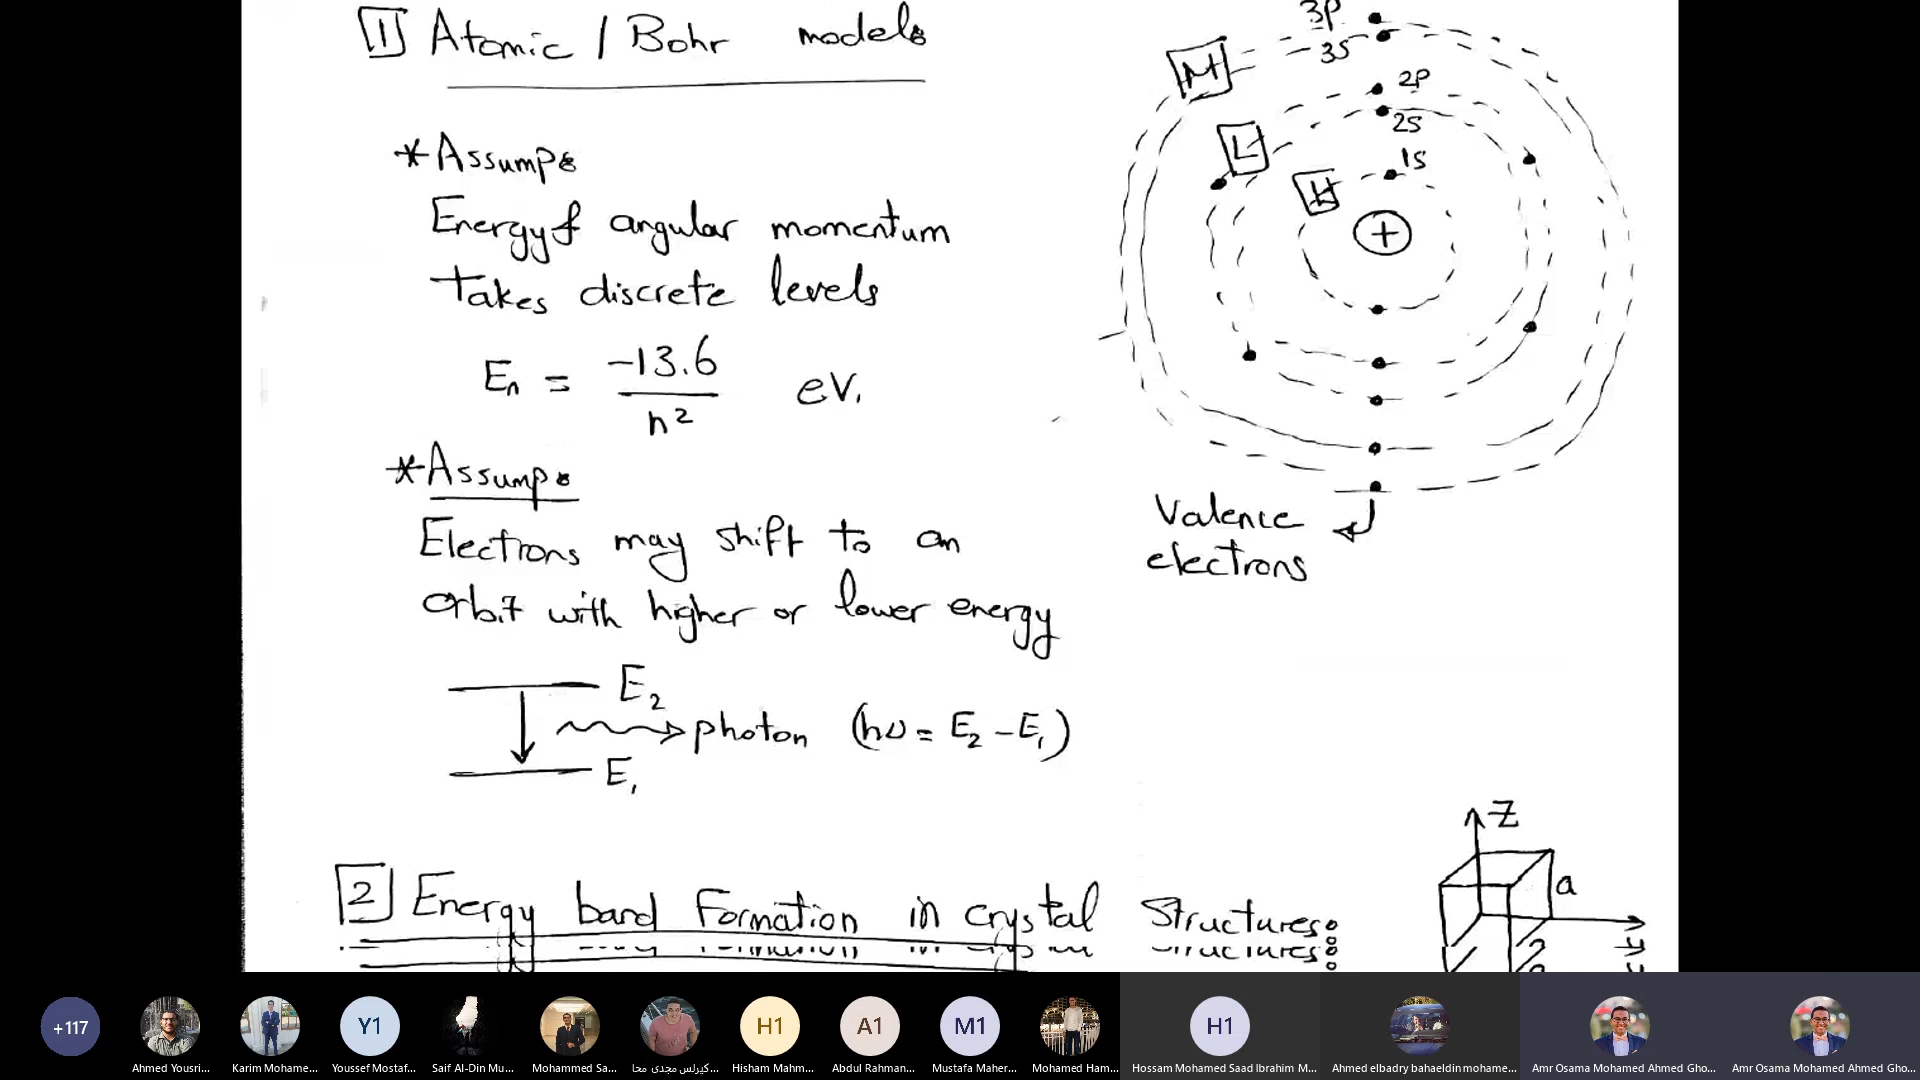 1 Atomic / Bohr models
*Assump:
Energy & angular momentum
takes discrete levels
En = -13.6 / n² eV.
*Assump:
Electrons may shift to an
orbit with higher or lower energy
E2
photon (hυ = E2 - E1)
E1
3P
3S
M
2P
2S
L
1S
K
+
Valence
electrons
2 Energy band Formation in crystal Structures:
Z
a
+117
Ahmed Yousri...
Karim Mohame...
Y1
Youssef Mostaf...
Saif Al-Din Mu...
Mohammed Sa...
كيرلس مجدى محا...
H1
Hisham Mahm...
A1
Abdul Rahman...
M1
Mustafa Maher...
Mohamed Ham...
H1
Hossam Mohamed Saad Ibrahim M...
Ahmed elbadry bahaeldin mohame...
Amr Osama Mohamed Ahmed Gho...
Amr Osama Mohamed Ahmed Gho...